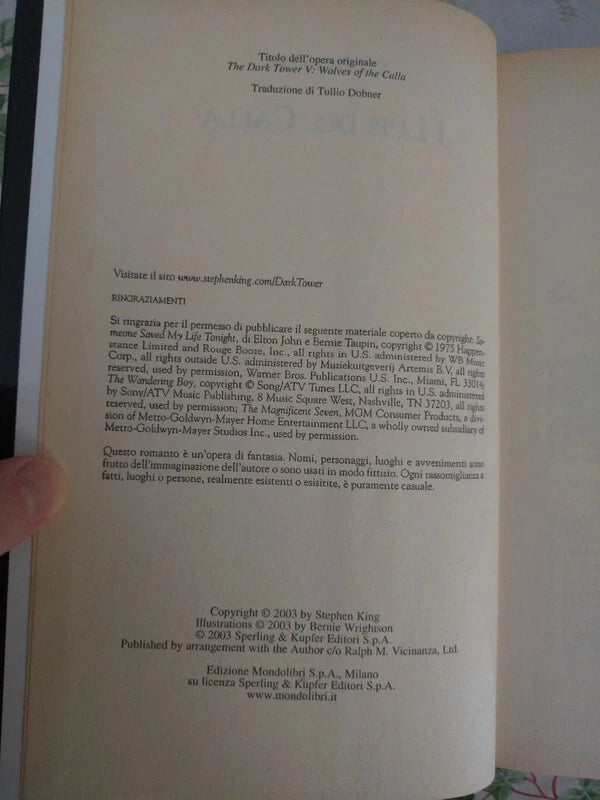 Titolo dell'opera originale
The Dark Tower V: Wolves of the Calla
Traduzione di Tullio Dobner
Visitate il sito www.stephenking.com/DarkTower
RINGRAZIAMENTI
Si ringrazia per il permesso di pubblicare il seguente materiale coperto da copyright: So-
meone Saved My Life Tonight, di Elton John e Bernie Taupin, copyright © 1975 Happen-
stance Limited and Rouge Booze, Inc., all rights in U.S. administered by WB Music
Corp., all rights outside U.S. administered by Muziekuitgeverij Artemis B.V, all rights
reserved, used by permission, Warner Bros. Publications U.S. Inc., Miami, FL 33014;
The Wandering Boy, copyright © Song/ATV Tunes LLC, all rights in U.S. administered
by Sony/ATV Music Publishing, 8 Music Square West, Nashville, TN 37203, all rights
reserved, used by permission; The Magnificent Seven, MGM Consumer Products, a divi-
sion of Metro-Goldwyn-Mayer Home Entertainment LLC, a wholly owned subsidiary of
Metro-Goldwyn-Mayer Studios Inc., used by permission.
Questo romanzo è un'opera di fantasia. Nomi, personaggi, luoghi e avvenimenti sono
frutto dell'immaginazione dell'autore o sono usati in modo fittizio. Ogni rassomiglianza a
fatti, luoghi o persone, realmente esistenti o esisitite, è puramente casuale.
Copyright © 2003 by Stephen King
Illustrations © 2003 by Bernie Wrightson
© 2003 Sperling & Kupfer Editori S.p.A.
Published by arrangement with the Author c/o Ralph M. Vicinanza, Ltd.
Edizione Mondolibri S.p.A., Milano
su licenza Sperling & Kupfer Editori S.p.A.
www.mondolibri.it